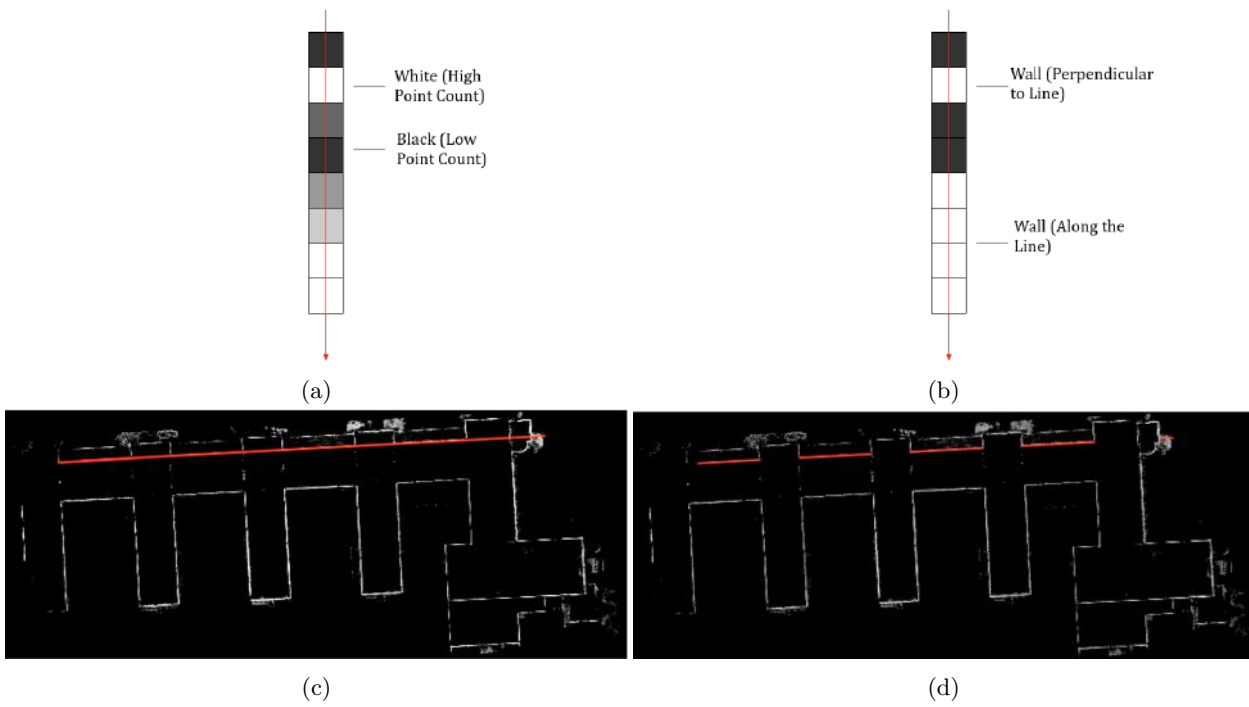 White (High
Point Count)
Black (Low
Point Count)
(a)
Wall (Perpendicular
to Line)
Wall (Along the
Line)
(b)
(c)
(d)